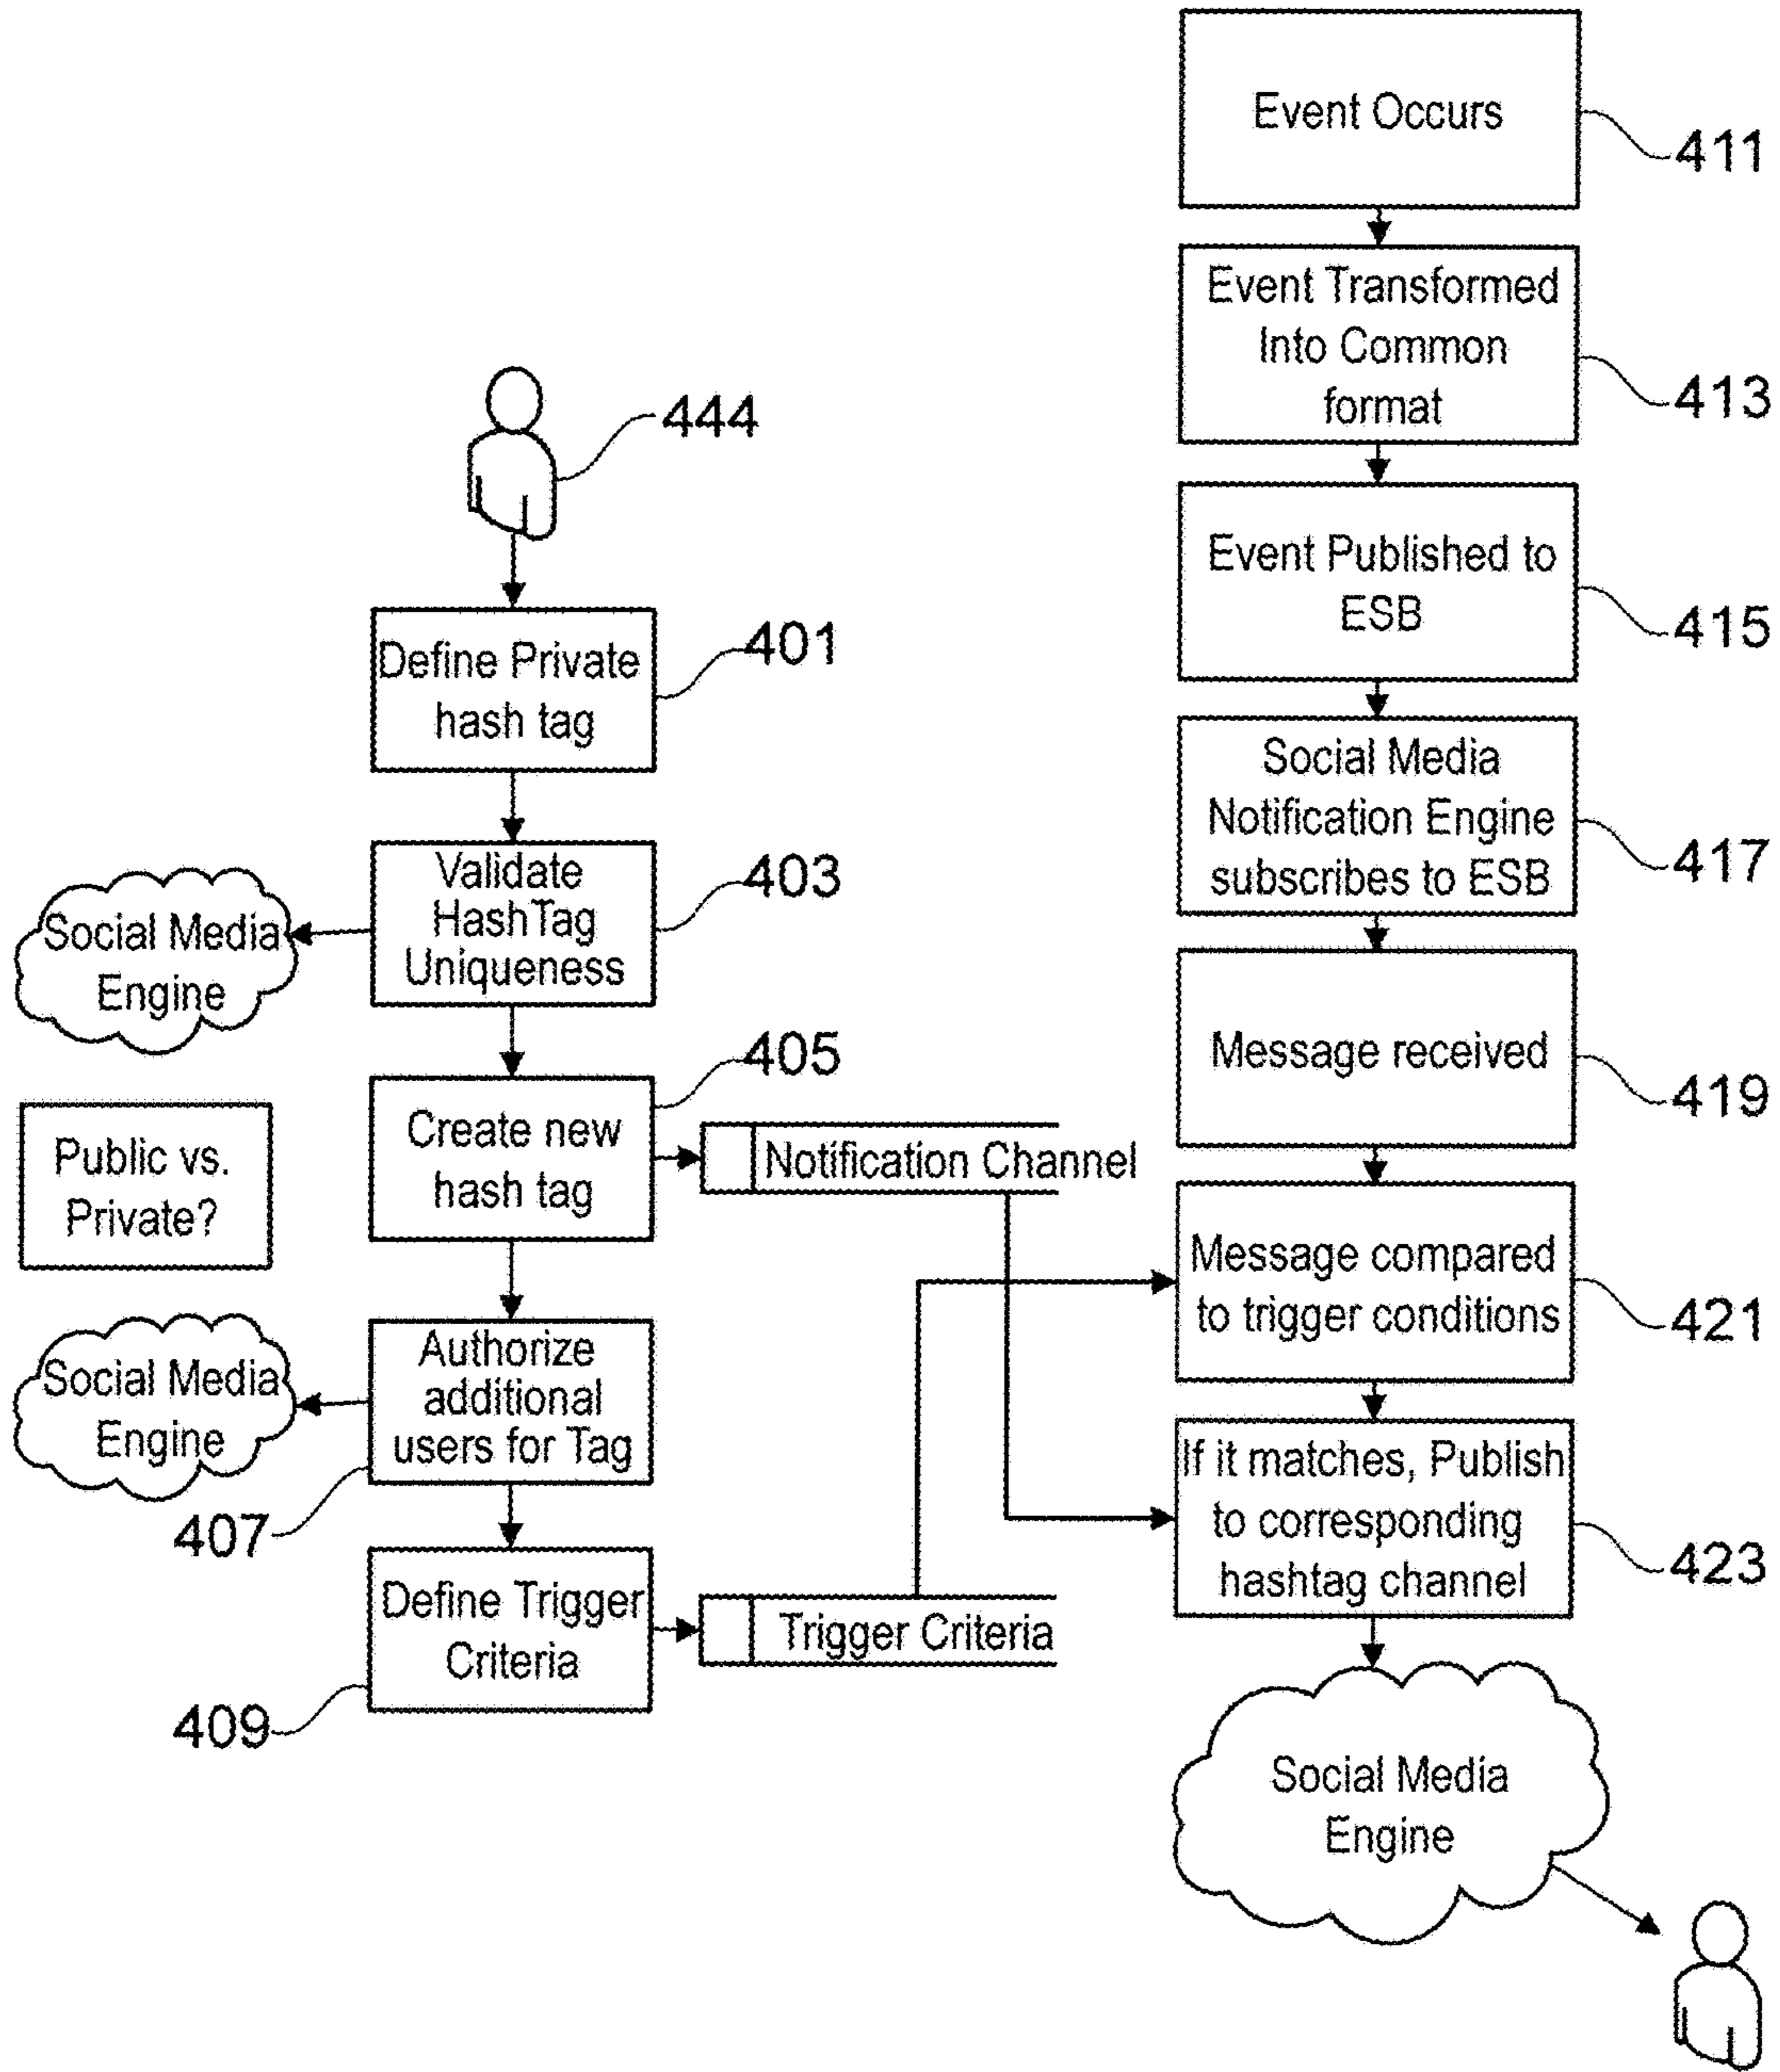 Event Occurs
411
Event Transformed
Into Common
format
413
444
Event Published to
ESB
415
Define Private
hash tag
401
Social Media
Notification Engine
subscribes to ESB
417
Validate
HashTag
Uniqueness
403
Social Media
Engine
Message received
419
405
Create new
hash tag
Notification Channel
Public vs.
Private?
Message compared
to trigger conditions
421
Authorize
additional
users for Tag
407
Social Media
Engine
If it matches, Publish
to corresponding
hashtag channel
423
Define Trigger
Criteria
409
Trigger Criteria
Social Media
Engine